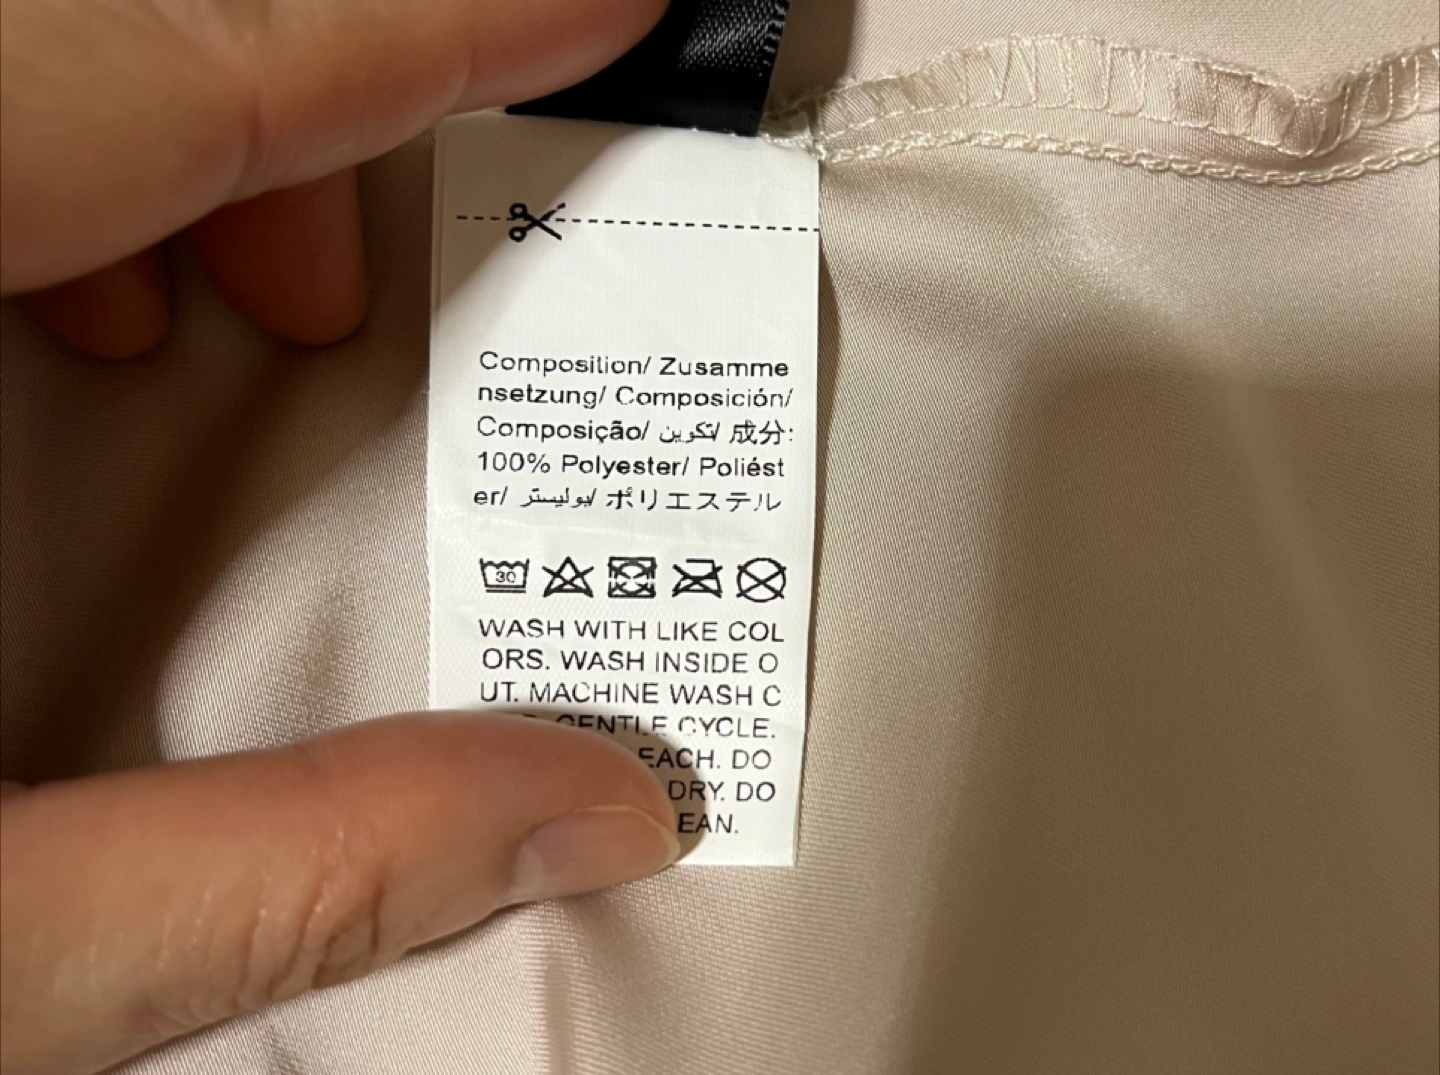 Composition/ Zusamme
nsetzung/ Composición/
Composição/ تكوين/ 成分:
100% Polyester/ Poliést
er/ بوليستر/ ポリエステル
30
WASH WITH LIKE COL
ORS. WASH INSIDE O
UT. MACHINE WASH C
GENTLE CYCLE.
EACH. DO
DRY. DO
EAN.